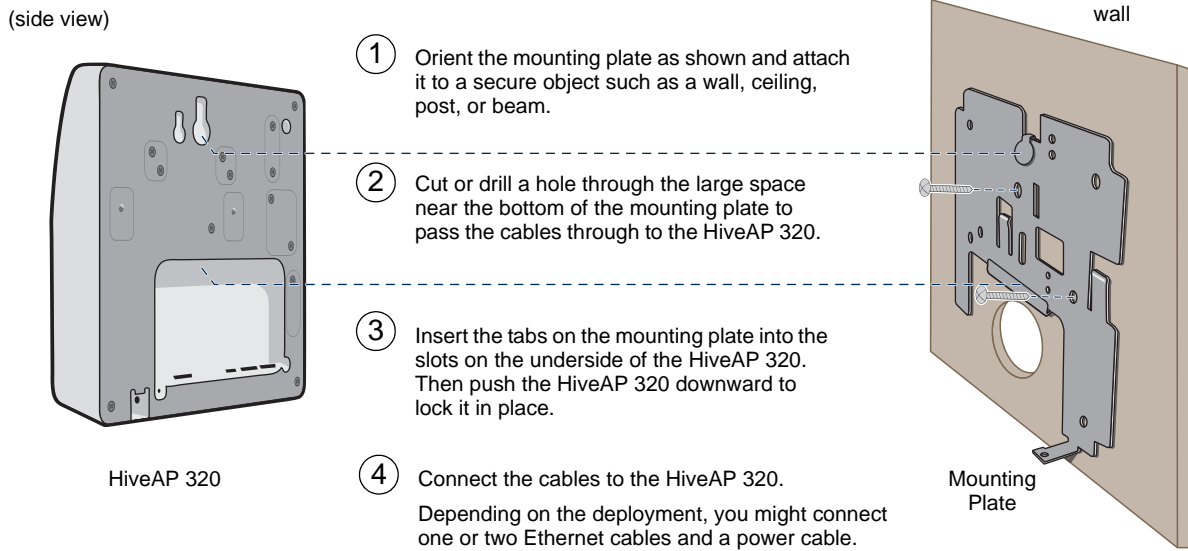 (side view)
wall
1 Orient the mounting plate as shown and attach
it to a secure object such as a wall, ceiling,
post, or beam.
2 Cut or drill a hole through the large space
near the bottom of the mounting plate to
pass the cables through to the HiveAP 320.
3 Insert the tabs on the mounting plate into the
slots on the underside of the HiveAP 320.
Then push the HiveAP 320 downward to
lock it in place.
HiveAP 320
4 Connect the cables to the HiveAP 320.
Depending on the deployment, you might connect
one or two Ethernet cables and a power cable.
Mounting
Plate